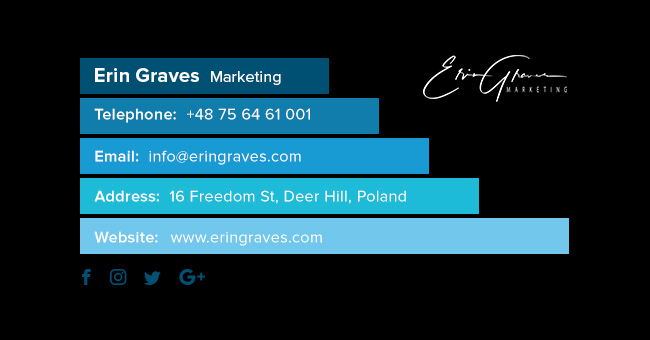 Erin Graves Marketing
Erin Graves
MARKETING
Telephone: +48 75 64 61 001
Email: info@eringraves.com
Address: 16 Freedom St, Deer Hill, Poland
Website: www.eringraves.com